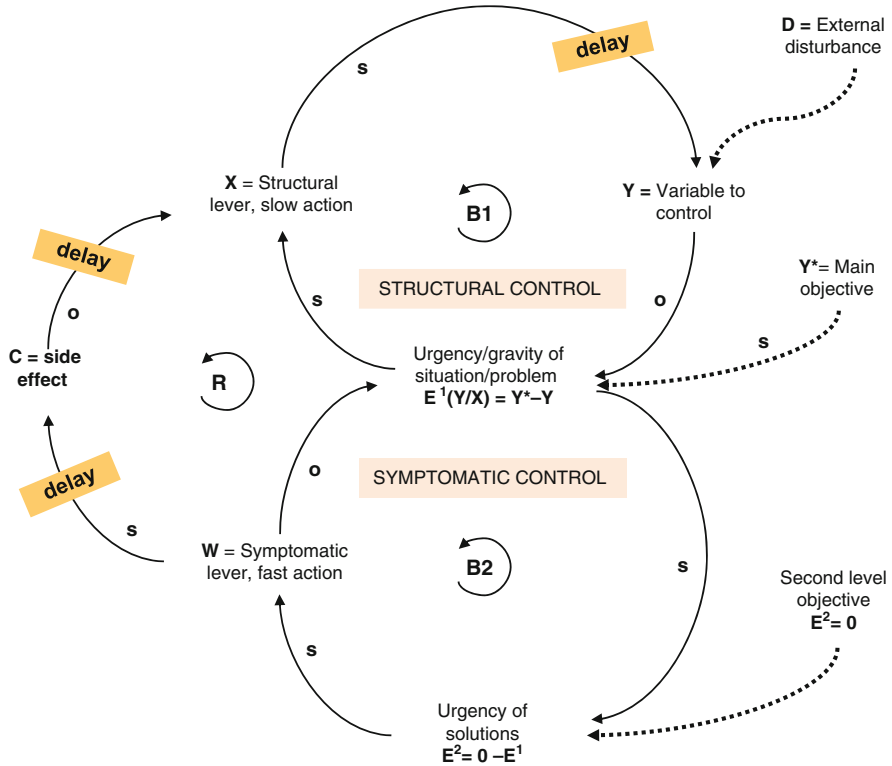 delay
D = External
disturbance
s
X = Structural
lever, slow action
B1
Y = Variable to
control
delay
STRUCTURAL CONTROL
Y*= Main
objective
s
o
o
s
C = side
effect
R
Urgency/gravity of
situation/problem
E¹(Y/X) = Y*–Y
SYMPTOMATIC CONTROL
o
delay
s
W = Symptomatic
lever, fast action
B2
s
Second level
objective
E²= 0
s
Urgency of
solutions
E²= 0 –E¹